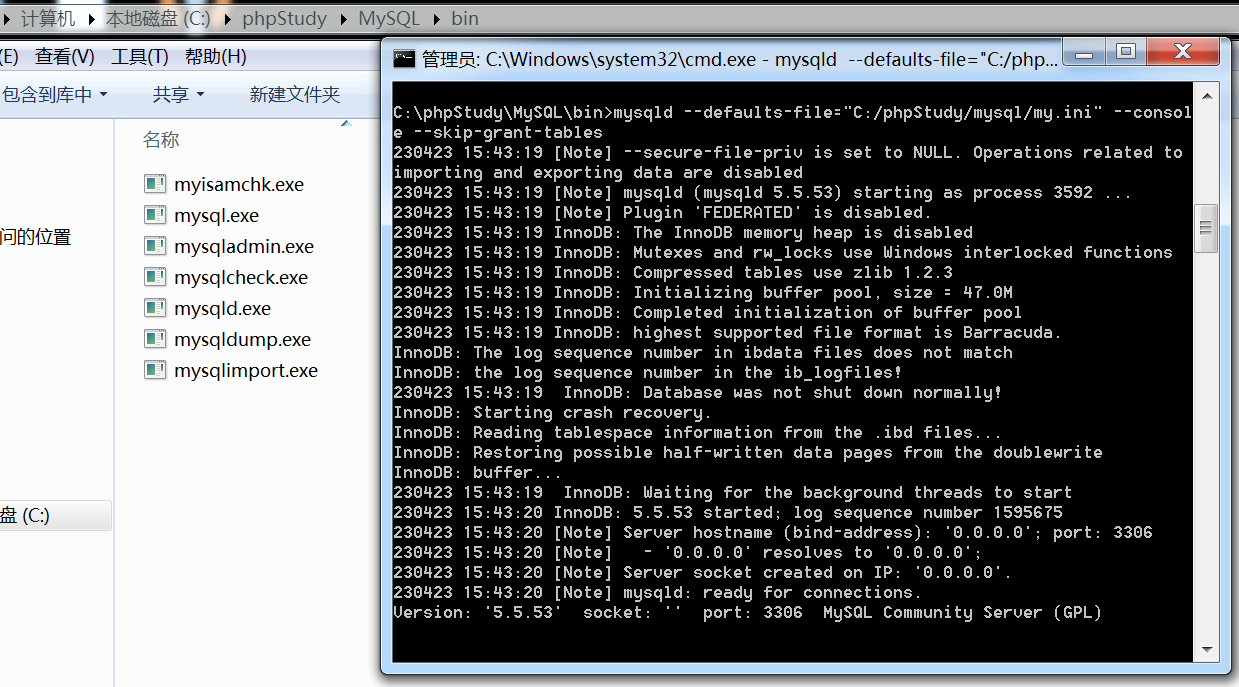 计算机 ▸ 本地磁盘 (C:) ▸ phpStudy ▸ MySQL ▸ bin
(E) 查看(V) 工具(T) 帮助(H)
包含到库中 共享 新建文件夹
名称
myisamchk.exe
mysql.exe
mysqladmin.exe
mysqlcheck.exe
mysqld.exe
mysqldump.exe
mysqlimport.exe
问的位置
盘 (C:)
管理员: C:\Windows\system32\cmd.exe - mysqld --defaults-file="C:/php...
C:\phpStudy\MySQL\bin>mysqld --defaults-file="C:/phpStudy/mysql/my.ini" --consol
e --skip-grant-tables
230423 15:43:19 [Note] --secure-file-priv is set to NULL. Operations related to
importing and exporting data are disabled
230423 15:43:19 [Note] mysqld (mysqld 5.5.53) starting as process 3592 ...
230423 15:43:19 [Note] Plugin 'FEDERATED' is disabled.
230423 15:43:19 InnoDB: The InnoDB memory heap is disabled
230423 15:43:19 InnoDB: Mutexes and rw_locks use Windows interlocked functions
230423 15:43:19 InnoDB: Compressed tables use zlib 1.2.3
230423 15:43:19 InnoDB: Initializing buffer pool, size = 47.0M
230423 15:43:19 InnoDB: Completed initialization of buffer pool
230423 15:43:19 InnoDB: highest supported file format is Barracuda.
InnoDB: The log sequence number in ibdata files does not match
InnoDB: the log sequence number in the ib_logfiles!
230423 15:43:19  InnoDB: Database was not shut down normally!
InnoDB: Starting crash recovery.
InnoDB: Reading tablespace information from the .ibd files...
InnoDB: Restoring possible half-written data pages from the doublewrite
InnoDB: buffer...
230423 15:43:19  InnoDB: Waiting for the background threads to start
230423 15:43:20 InnoDB: 5.5.53 started; log sequence number 1595675
230423 15:43:20 [Note] Server hostname (bind-address): '0.0.0.0'; port: 3306
230423 15:43:20 [Note]   - '0.0.0.0' resolves to '0.0.0.0';
230423 15:43:20 [Note] Server socket created on IP: '0.0.0.0'.
230423 15:43:20 [Note] mysqld: ready for connections.
Version: '5.5.53'  socket: ''  port: 3306  MySQL Community Server (GPL)